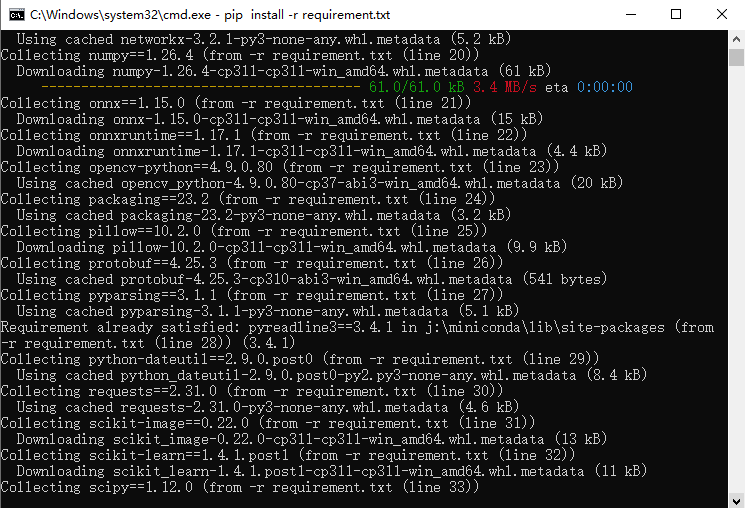 C:\Windows\system32\cmd.exe - pip  install -r requirement.txt
  Using cached networkx-3.2.1-py3-none-any.whl.metadata (5.2 kB)
Collecting numpy==1.26.4 (from -r requirement.txt (line 20))
  Downloading numpy-1.26.4-cp311-cp311-win_amd64.whl.metadata (61 kB)
     ---------------------------------------- 61.0/61.0 kB 3.4 MB/s eta 0:00:00
Collecting onnx==1.15.0 (from -r requirement.txt (line 21))
  Downloading onnx-1.15.0-cp311-cp311-win_amd64.whl.metadata (15 kB)
Collecting onnxruntime==1.17.1 (from -r requirement.txt (line 22))
  Downloading onnxruntime-1.17.1-cp311-cp311-win_amd64.whl.metadata (4.4 kB)
Collecting opencv-python==4.9.0.80 (from -r requirement.txt (line 23))
  Using cached opencv_python-4.9.0.80-cp37-abi3-win_amd64.whl.metadata (20 kB)
Collecting packaging==23.2 (from -r requirement.txt (line 24))
  Using cached packaging-23.2-py3-none-any.whl.metadata (3.2 kB)
Collecting pillow==10.2.0 (from -r requirement.txt (line 25))
  Downloading pillow-10.2.0-cp311-cp311-win_amd64.whl.metadata (9.9 kB)
Collecting protobuf==4.25.3 (from -r requirement.txt (line 26))
  Using cached protobuf-4.25.3-cp310-abi3-win_amd64.whl.metadata (541 bytes)
Collecting pyparsing==3.1.1 (from -r requirement.txt (line 27))
  Using cached pyparsing-3.1.1-py3-none-any.whl.metadata (5.1 kB)
Requirement already satisfied: pyreadline3==3.4.1 in j:\miniconda\lib\site-packages (from
-r requirement.txt (line 28)) (3.4.1)
Collecting python-dateutil==2.9.0.post0 (from -r requirement.txt (line 29))
  Using cached python_dateutil-2.9.0.post0-py2.py3-none-any.whl.metadata (8.4 kB)
Collecting requests==2.31.0 (from -r requirement.txt (line 30))
  Using cached requests-2.31.0-py3-none-any.whl.metadata (4.6 kB)
Collecting scikit-image==0.22.0 (from -r requirement.txt (line 31))
  Downloading scikit_image-0.22.0-cp311-cp311-win_amd64.whl.metadata (13 kB)
Collecting scikit-learn==1.4.1.post1 (from -r requirement.txt (line 32))
  Downloading scikit_learn-1.4.1.post1-cp311-cp311-win_amd64.whl.metadata (11 kB)
Collecting scipy==1.12.0 (from -r requirement.txt (line 33))